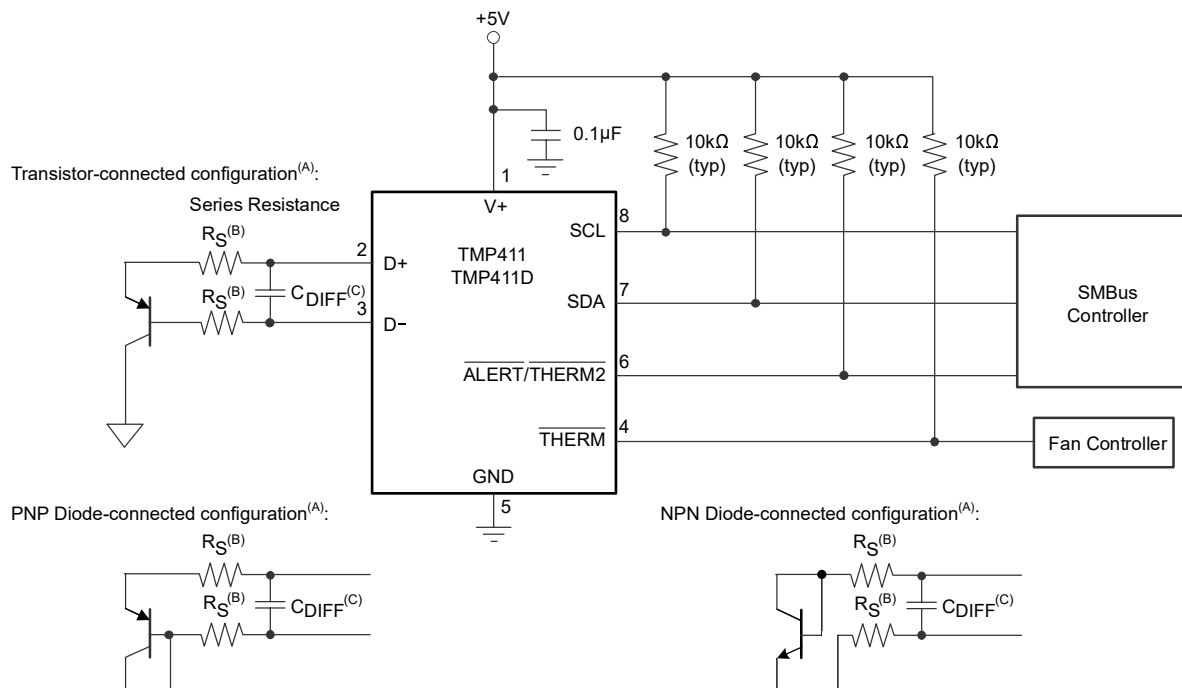 +5V
0.1µF
10kΩ
(typ)
10kΩ
(typ)
10kΩ
(typ)
10kΩ
(typ)
Transistor-connected configuration(A):
Series Resistance
RS(B)
RS(B)
CDIFF(C)
1
V+
2
D+
3
D−
TMP411
TMP411D
SCL
8
SDA
7
ALERT/THERM2
6
THERM
4
GND
5
SMBus
Controller
Fan Controller
PNP Diode-connected configuration(A):
RS(B)
RS(B)
CDIFF(C)
NPN Diode-connected configuration(A):
RS(B)
RS(B)
CDIFF(C)